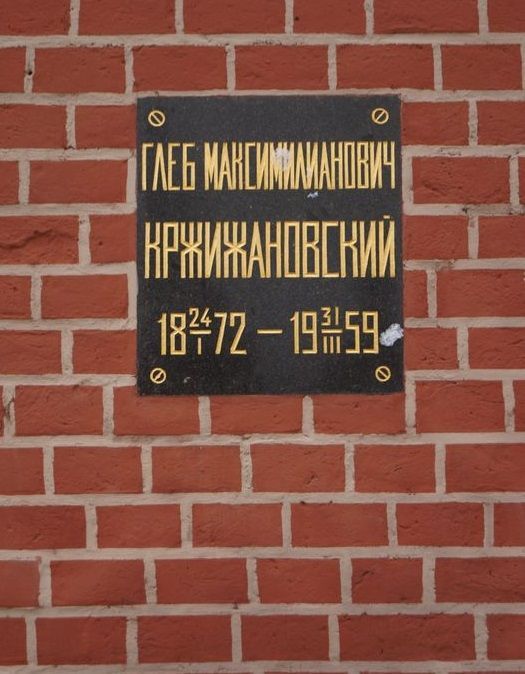 ГЛЕБ МАКСИМИЛИАНОВИЧ
КРЖИЖАНОВСКИЙ
18 24/I 72 — 19 31/III 59